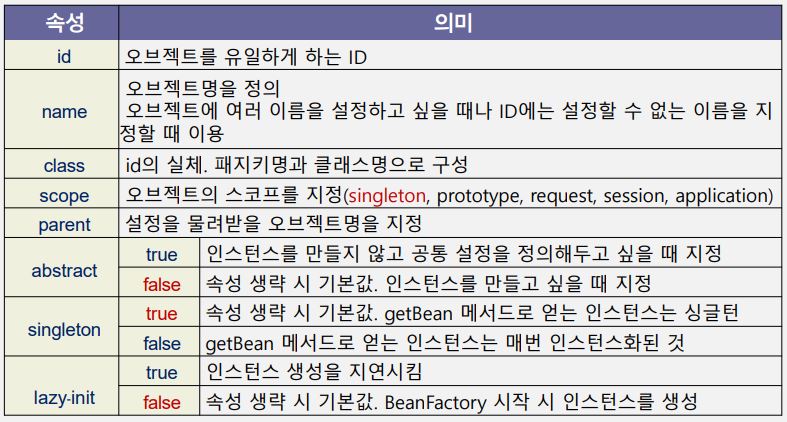 속성 의미
id 오브젝트를 유일하게 하는 ID
name 오브젝트명을 정의
오브젝트에 여러 이름을 설정하고 싶을 때나 ID에는 설정할 수 없는 이름을 지
정할 때 이용
class id의 실체. 패지키명과 클래스명으로 구성
scope 오브젝트의 스코프를 지정(singleton, prototype, request, session, application)
parent 설정을 물려받을 오브젝트명을 지정
abstract true 인스턴스를 만들지 않고 공통 설정을 정의해두고 싶을 때 지정
false 속성 생략 시 기본값. 인스턴스를 만들고 싶을 때 지정
singleton true 속성 생략 시 기본값. getBean 메서드로 얻는 인스턴스는 싱글턴
false getBean 메서드로 얻는 인스턴스는 매번 인스턴스화된 것
lazy-init true 인스턴스 생성을 지연시킴
false 속성 생략 시 기본값. BeanFactory 시작 시 인스턴스를 생성